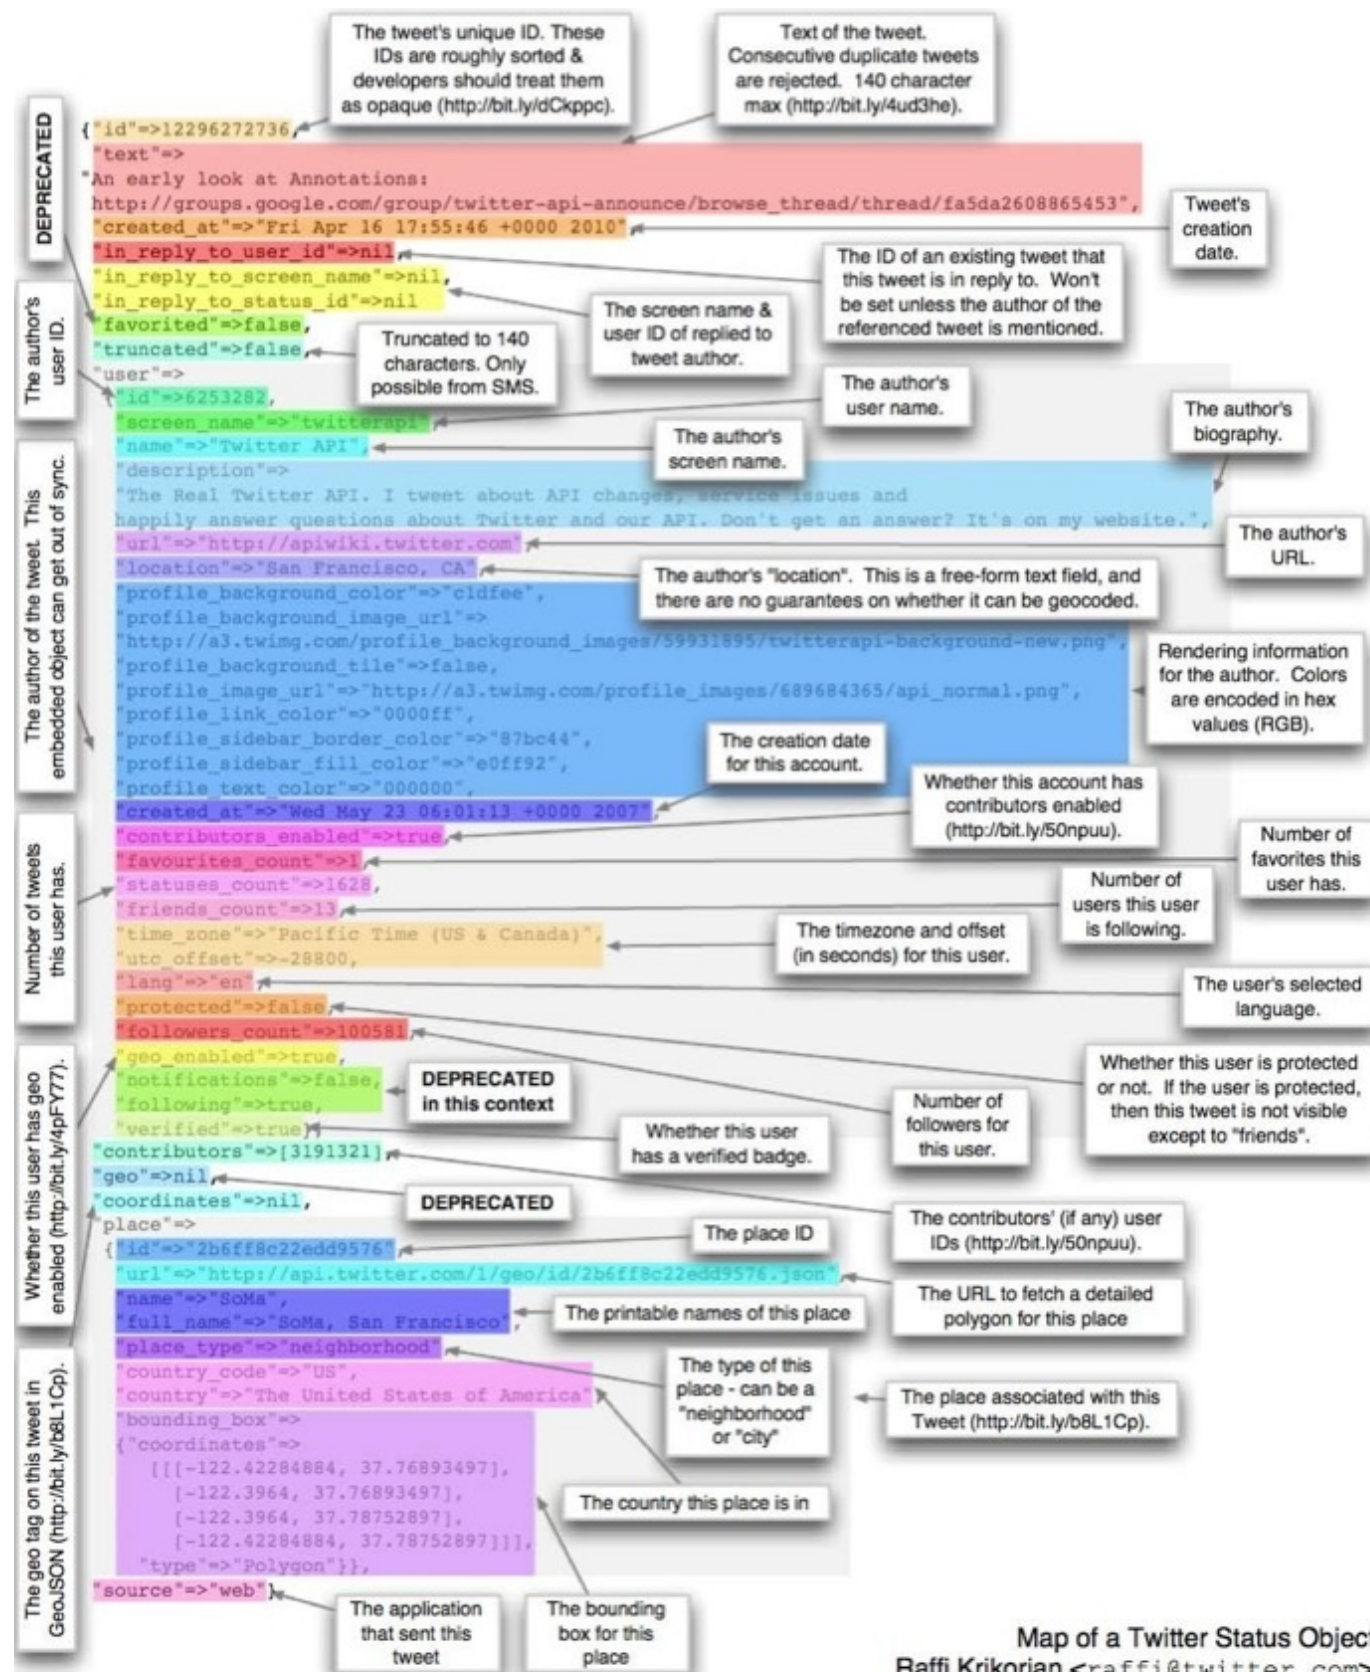 The tweet's unique ID. These
IDs are roughly sorted &
developers should treat them
as opaque (http://bit.ly/dCkppc).
Text of the tweet.
Consecutive duplicate tweets
are rejected. 140 character
max (http://bit.ly/4ud3he).
DEPRECATED
{"id"=>12296272736,
"text"=>
"An early look at Annotations:
http://groups.google.com/group/twitter-api-announce/browse_thread/thread/fa5da2608865453",
"created_at"=>"Fri Apr 16 17:55:46 +0000 2010",
Tweet's
creation
date.
"in_reply_to_user_id"=>nil,
The ID of an existing tweet that
this tweet is in reply to. Won't
be set unless the author of the
referenced tweet is mentioned.
"in_reply_to_screen_name"=>nil,
"in_reply_to_status_id"=>nil
The screen name &
user ID of replied to
tweet author.
"favorited"=>false,
"truncated"=>false,
Truncated to 140
characters. Only
possible from SMS.
The author's
user ID.
"user"=>
{"id"=>6253282,
"screen_name"=>"twitterapi",
The author's
user name.
"name"=>"Twitter API",
The author's
screen name.
The author's
biography.
The author of the tweet. This
embedded object can get out of sync.
"description"=>
"The Real Twitter API. I tweet about API changes, service issues and
happily answer questions about Twitter and our API. Don't get an answer? It's on my website.",
"url"=>"http://apiwiki.twitter.com",
The author's
URL.
"location"=>"San Francisco, CA",
The author's "location". This is a free-form text field, and
there are no guarantees on whether it can be geocoded.
"profile_background_color"=>"c1dfee",
"profile_background_image_url"=>
"http://a3.twimg.com/profile_background_images/59931895/twitterapi-background-new.png",
"profile_background_tile"=>false,
"profile_image_url"=>"http://a3.twimg.com/profile_images/689684365/api_normal.png",
"profile_link_color"=>"0000ff",
"profile_sidebar_border_color"=>"87bc44",
"profile_sidebar_fill_color"=>"e0ff92",
"profile_text_color"=>"000000",
Rendering information
for the author. Colors
are encoded in hex
values (RGB).
"created_at"=>"Wed May 23 06:01:13 +0000 2007",
The creation date
for this account.
"contributors_enabled"=>true,
Whether this account has
contributors enabled
(http://bit.ly/50npuu).
"favourites_count"=>1,
Number of
favorites this
user has.
"statuses_count"=>1628,
Number of tweets
this user has.
"friends_count"=>13,
Number of
users this user
is following.
"time_zone"=>"Pacific Time (US & Canada)",
"utc_offset"=>-28800,
The timezone and offset
(in seconds) for this user.
"lang"=>"en",
The user's selected
language.
"protected"=>false,
Whether this user is protected
or not. If the user is protected,
then this tweet is not visible
except to "friends".
"followers_count"=>100581,
Number of
followers for
this user.
"geo_enabled"=>true,
Whether this user has geo
enabled (http://bit.ly/4pFY77).
"notifications"=>false,
"following"=>true,
DEPRECATED
in this context
"verified"=>true},
Whether this user
has a verified badge.
"contributors"=>[3191321],
The contributors' (if any) user
IDs (http://bit.ly/50npuu).
"geo"=>nil,
DEPRECATED
"coordinates"=>nil,
The geo tag on this tweet in
GeoJSON (http://bit.ly/b8L1Cp).
"place"=>
{"id"=>"2b6ff8c22edd9576",
The place ID
"url"=>"http://api.twitter.com/1/geo/id/2b6ff8c22edd9576.json",
The URL to fetch a detailed
polygon for this place
"name"=>"SoMa",
"full_name"=>"SoMa, San Francisco",
The printable names of this place
"place_type"=>"neighborhood",
The type of this
place - can be a
"neighborhood"
or "city"
"country_code"=>"US",
"country"=>"The United States of America",
The country this place is in
The place associated with this
Tweet (http://bit.ly/b8L1Cp).
"bounding_box"=>
{"coordinates"=>
[[[-122.42284884, 37.76893497],
[-122.3964, 37.76893497],
[-122.3964, 37.78752897],
[-122.42284884, 37.78752897]]],
"type"=>"Polygon"}},
The bounding
box for this
place
"source"=>"web"}
The application
that sent this
tweet
Map of a Twitter Status Object
Raffi Krikorian <raffi@twitter.com>